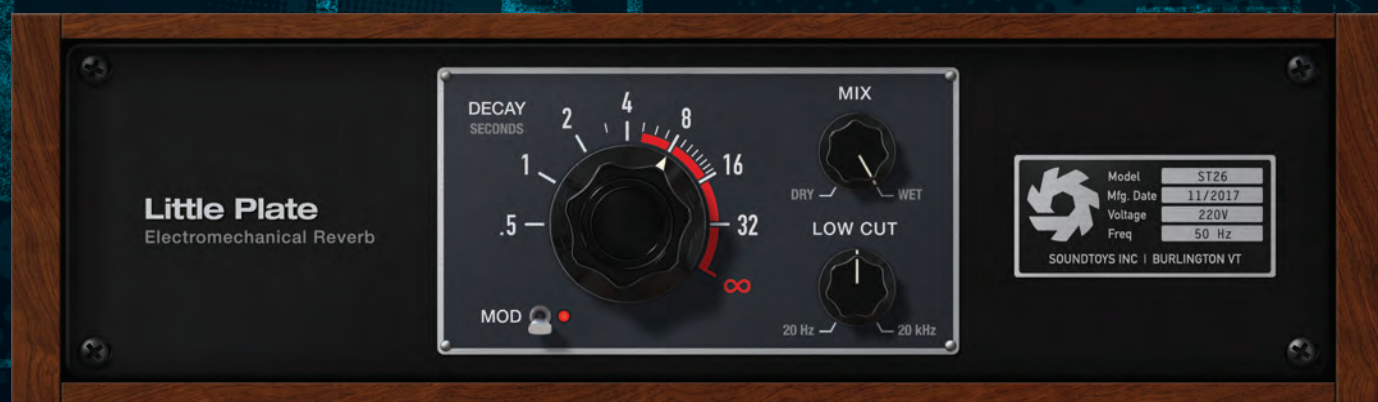 Little Plate
Electromechanical Reverb
DECAY
SECONDS
.5
1
2
4
8
16
32
∞
MOD
MIX
DRY
WET
LOW CUT
20 Hz
20 kHz
Model ST26
Mfg. Date 11/2017
Voltage 220V
Freq 50 Hz
SOUNDTOYS INC | BURLINGTON VT